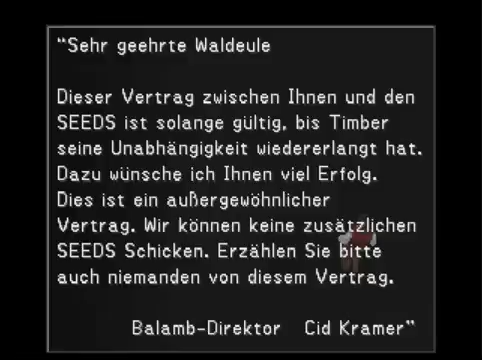 "Sehr geehrte Waldeule
Dieser Vertrag zwischen Ihnen und den
SEEDS ist solange gültig, bis Timber
seine Unabhängigkeit wiedererlangt hat.
Dazu wünsche ich Ihnen viel Erfolg.
Dies ist ein außergewöhnlicher
Vertrag. Wir können keine zusätzlichen
SEEDS Schicken. Erzählen Sie bitte
auch niemanden von diesem Vertrag.
Balamb-Direktor Cid Kramer"